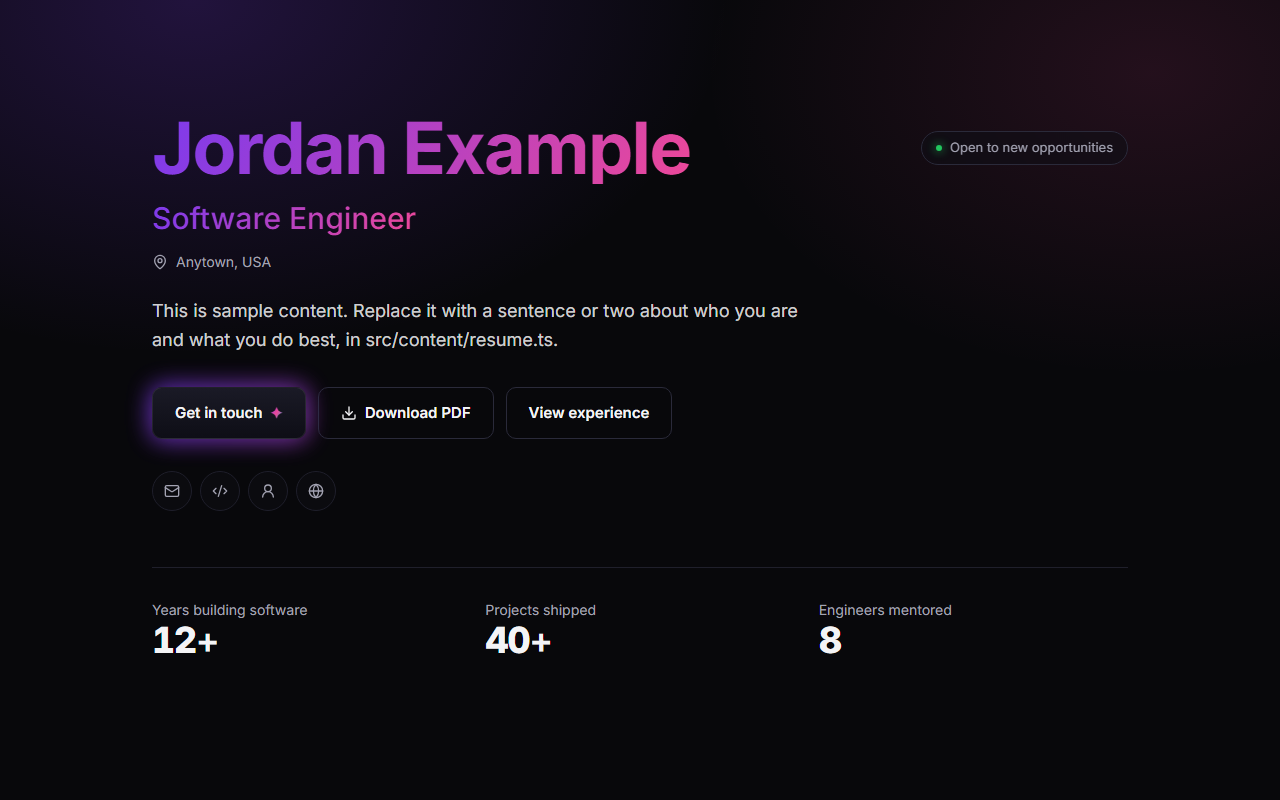 Jordan Example
Open to new opportunities
Software Engineer
Anytown, USA
This is sample content. Replace it with a sentence or two about who you are
and what you do best, in src/content/resume.ts.
Get in touch
Download PDF
View experience
Years building software
12+
Projects shipped
40+
Engineers mentored
8